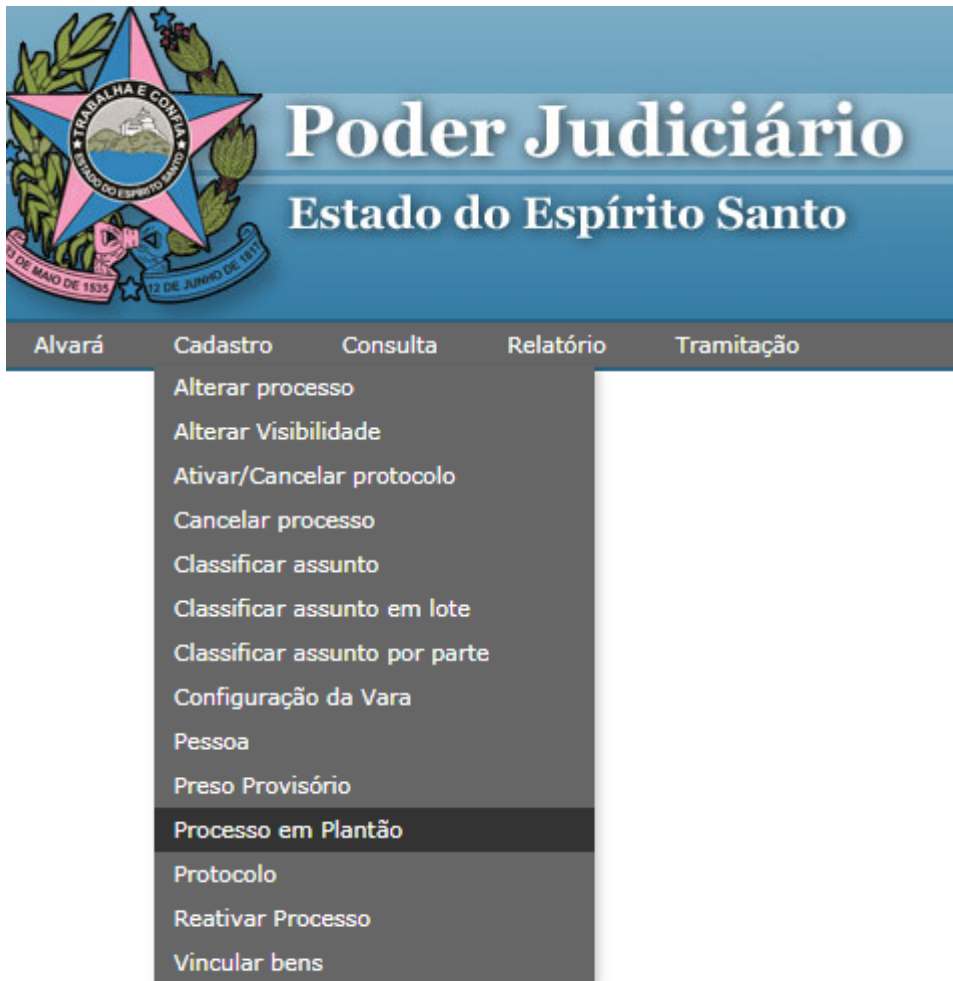 TRABALHA E CONFIA
ESTADO DO ESPIRITO SANTO
23 DE MAIO DE 1535
12 DE JUNHO DE 1817
Poder Judiciário
Estado do Espírito Santo
Alvará Cadastro Consulta Relatório Tramitação
Alterar processo
Alterar Visibilidade
Ativar/Cancelar protocolo
Cancelar processo
Classificar assunto
Classificar assunto em lote
Classificar assunto por parte
Configuração da Vara
Pessoa
Preso Provisório
Processo em Plantão
Protocolo
Reativar Processo
Vincular bens